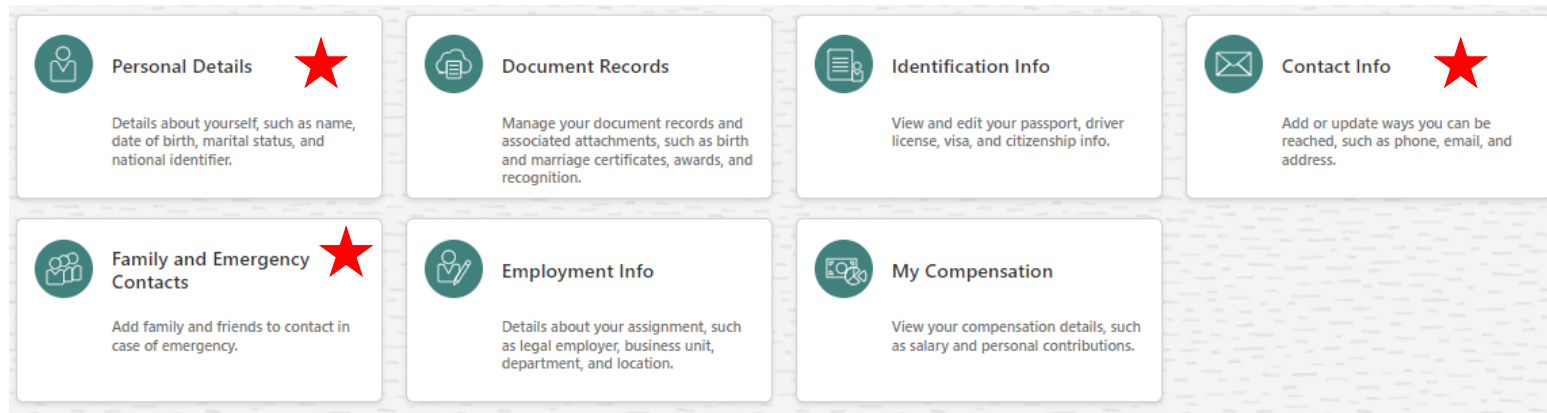 Personal Details
Details about yourself, such as name,
date of birth, marital status, and
national identifier.
Document Records
Manage your document records and
associated attachments, such as birth
and marriage certificates, awards, and
recognition.
Identification Info
View and edit your passport, driver
license, visa, and citizenship info.
Contact Info
Add or update ways you can be
reached, such as phone, email, and
address.
Family and Emergency
Contacts
Add family and friends to contact in
case of emergency.
Employment Info
Details about your assignment, such
as legal employer, business unit,
department, and location.
My Compensation
View your compensation details, such
as salary and personal contributions.